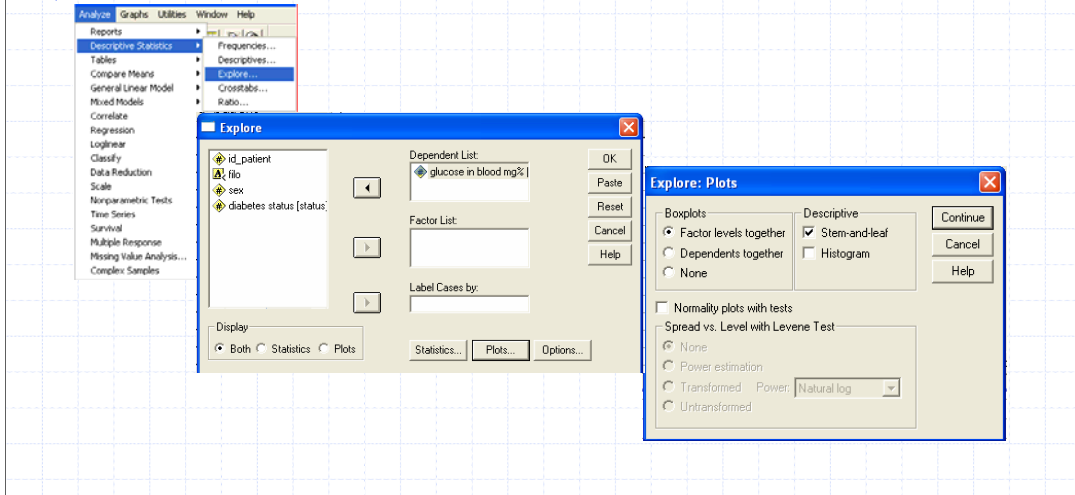 Analyze Graphs Utilities Window Help
Reports
Descriptive Statistics
Tables
Compare Means
General Linear Model
Mixed Models
Correlate
Regression
Loglinear
Classify
Data Reduction
Scale
Nonparametric Tests
Time Series
Survival
Multiple Response
Missing Value Analysis...
Complex Samples
Frequencies...
Descriptives...
Explore...
Crosstabs...
Ratio...
Explore
id_patient
filo
sex
diabetes status [status]
Dependent List:
glucose in blood mg% [
Factor List:
Label Cases by:
OK
Paste
Reset
Cancel
Help
Display
Both Statistics Plots
Statistics... Plots... Options...
Explore: Plots
Boxplots
Factor levels together
Dependents together
None
Descriptive
Stem-and-leaf
Histogram
Continue
Cancel
Help
Normality plots with tests
Spread vs. Level with Levene Test
None
Power estimation
Transformed Power: Natural log
Untransformed